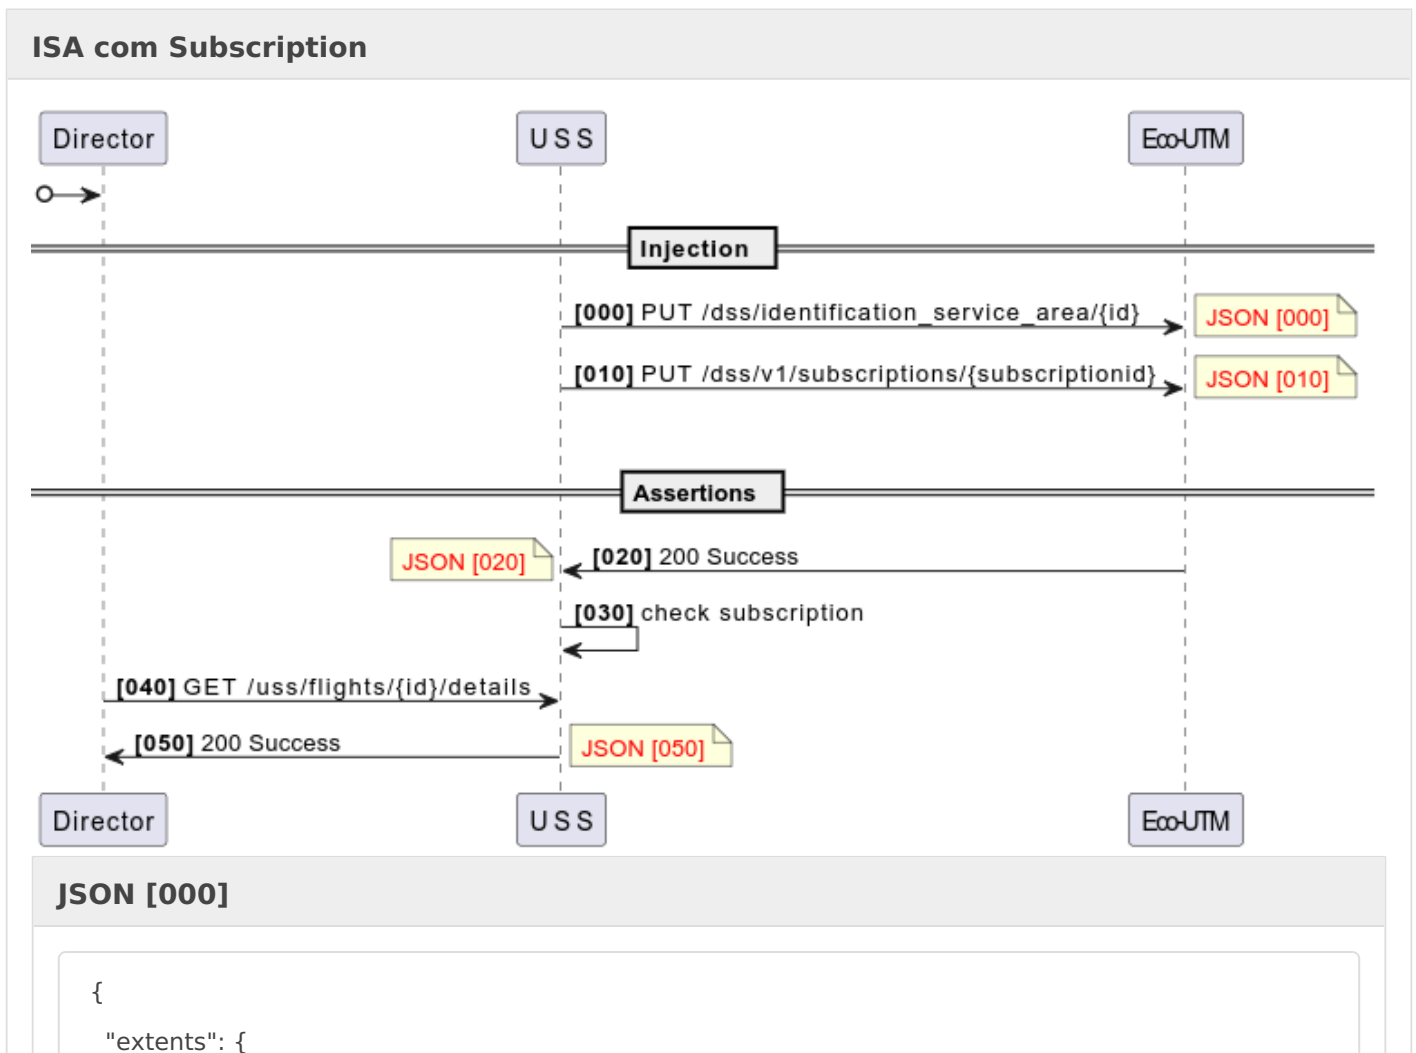 ISA com Subscription
Director USS Eco-UTM
Injection
[000] PUT /dss/identification_service_area/{id} JSON [000]
[010] PUT /dss/v1/subscriptions/{subscriptionid} JSON [010]
Assertions
JSON [020] [020] 200 Success
[030] check subscription
[040] GET /uss/flights/{id}/details
[050] 200 Success JSON [050]
Director USS Eco-UTM
JSON [000]
{
"extents": {